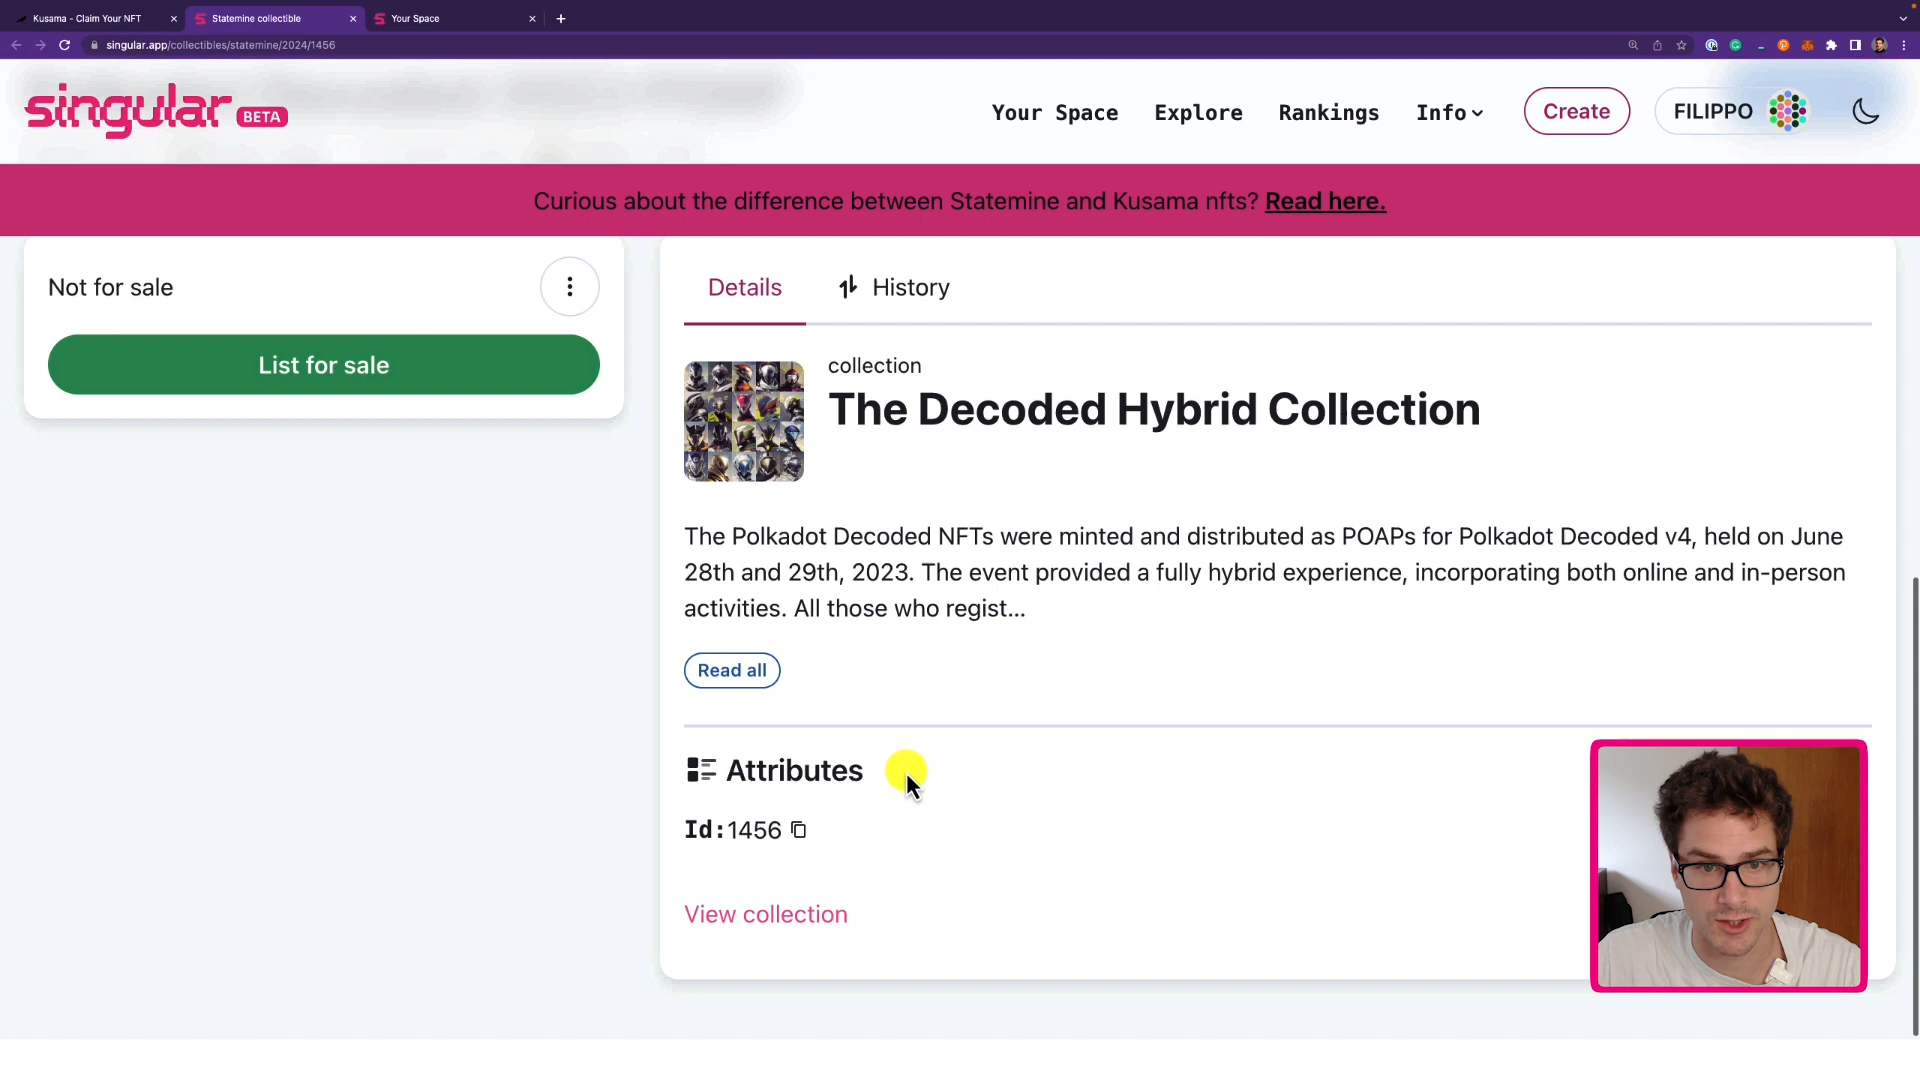 Kusama - Claim Your NFT
Statemine collectible
Your Space
singular.app/collectibles/statemine/2024/1456
singular BETA
Your Space
Explore
Rankings
Info
Create
FILIPPO
Curious about the difference between Statemine and Kusama nfts? Read here.
Not for sale
List for sale
Details
History
collection
The Decoded Hybrid Collection
The Polkadot Decoded NFTs were minted and distributed as POAPs for Polkadot Decoded v4, held on June
28th and 29th, 2023. The event provided a fully hybrid experience, incorporating both online and in-person
activities. All those who regist...
Read all
Attributes
Id:1456
View collection